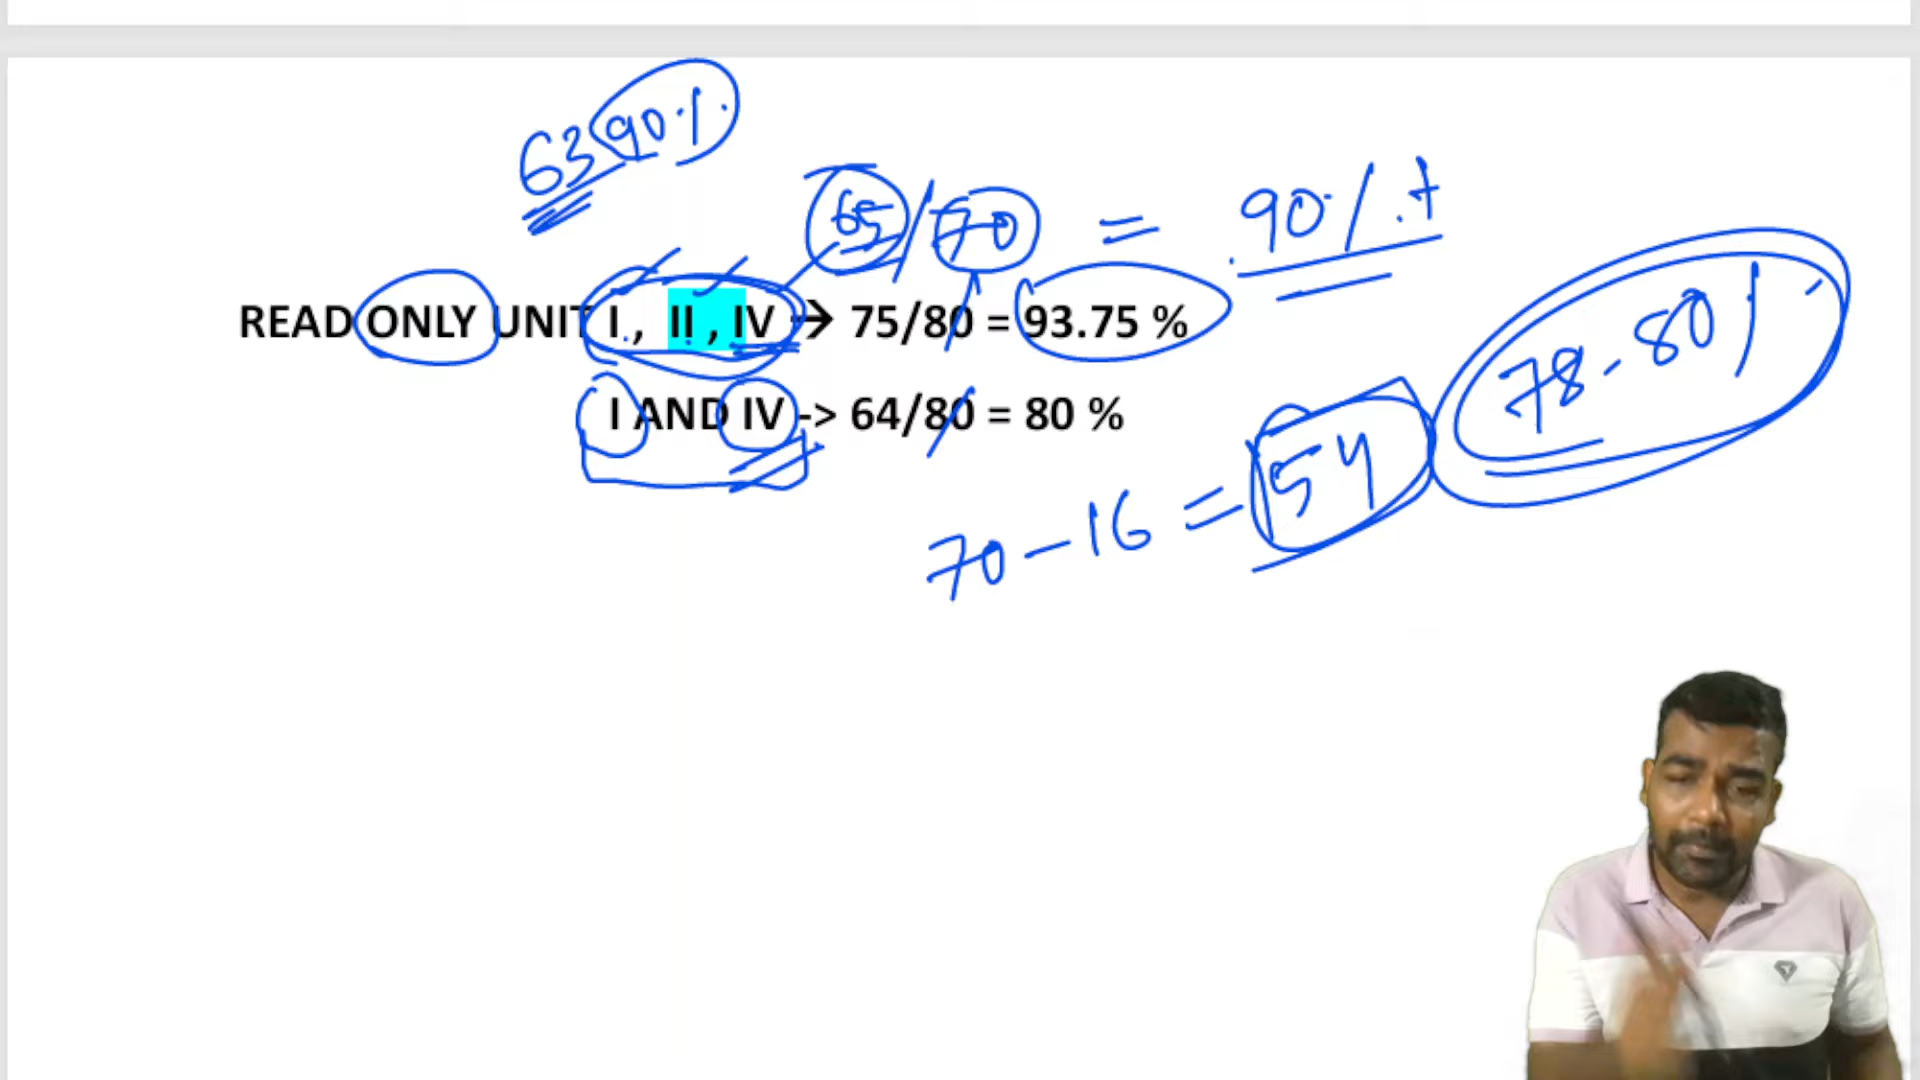 63 90%
65/70 = 90%+
READ ONLY UNIT I , II , IV → 75/80 = 93.75 %
78-80%
I AND IV -> 64/80 = 80 %
70-16 = 54